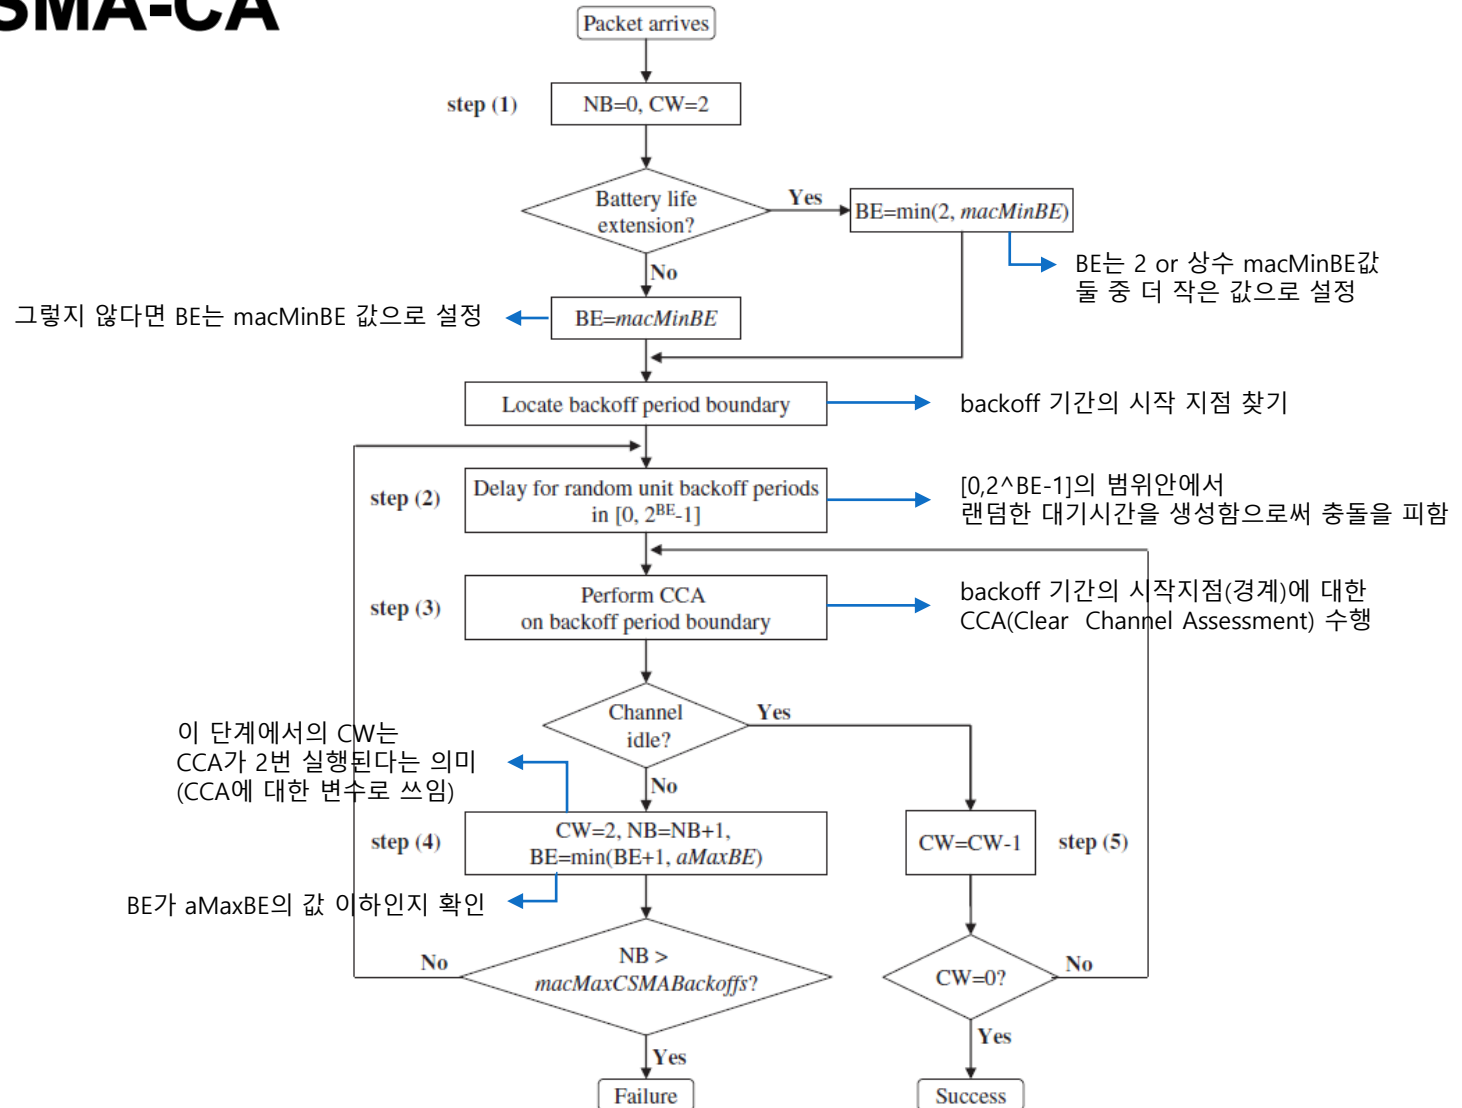 SMA-CA
Packet arrives
step (1)
NB=0, CW=2
Battery life
extension?
Yes
BE=min(2, macMinBE)
No
BE는 2 or 상수 macMinBE값
둘 중 더 작은 값으로 설정
그렇지 않다면 BE는 macMinBE 값으로 설정
BE=macMinBE
Locate backoff period boundary
backoff 기간의 시작 지점 찾기
step (2)
Delay for random unit backoff periods
in [0, 2^BE-1]
[0,2^BE-1]의 범위안에서
랜덤한 대기시간을 생성함으로써 충돌을 피함
step (3)
Perform CCA
on backoff period boundary
backoff 기간의 시작지점(경계)에 대한
CCA(Clear Channel Assessment) 수행
Channel
idle?
Yes
No
이 단계에서의 CW는
CCA가 2번 실행된다는 의미
(CCA에 대한 변수로 쓰임)
step (4)
CW=2, NB=NB+1,
BE=min(BE+1, aMaxBE)
CW=CW-1
step (5)
BE가 aMaxBE의 값 이하인지 확인
NB >
macMaxCSMABackoffs?
No
Yes
CW=0?
No
Yes
Failure
Success